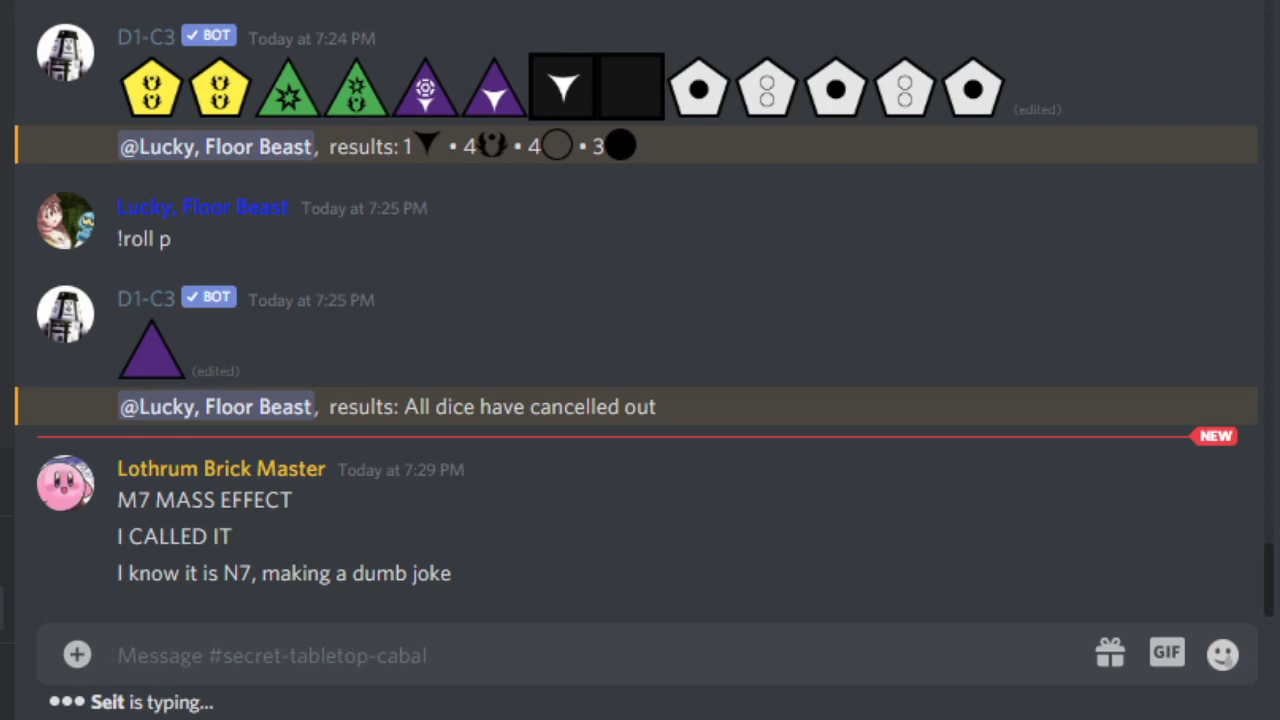 D1-C3 ✓ BOT Today at 7:24 PM
(edited)
@Lucky, Floor Beast, results: 1 • 4 • 4 • 3
Lucky, Floor Beast Today at 7:25 PM
!roll p
D1-C3 ✓ BOT Today at 7:25 PM
(edited)
@Lucky, Floor Beast, results: All dice have cancelled out
NEW
Lothrum Brick Master Today at 7:29 PM
M7 MASS EFFECT
I CALLED IT
I know it is N7, making a dumb joke
Message #secret-tabletop-cabal
GIF
Seit is typing...